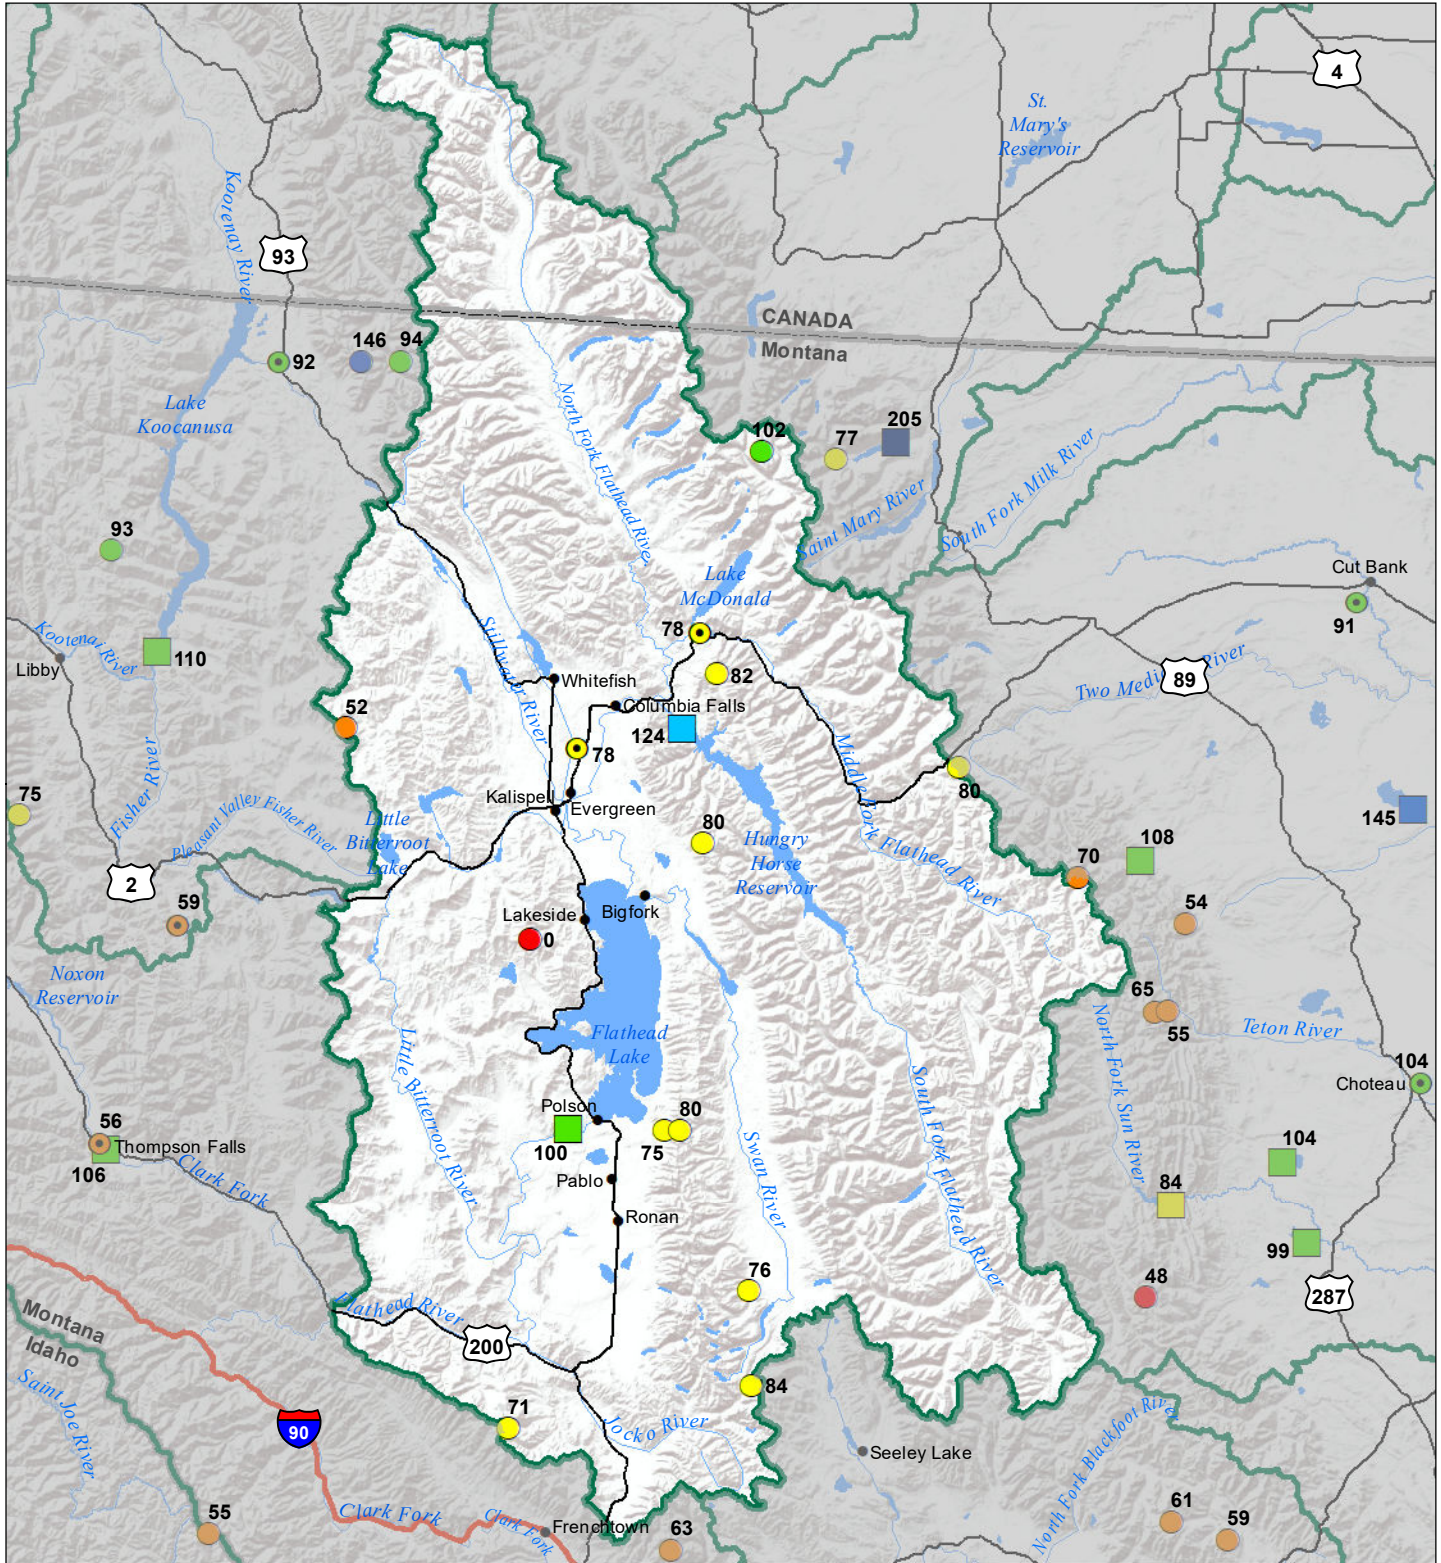 4
St.
Mary's
Reservoir
Kootenay River
93
CANADA
Montana
146
94
92
Lake
Koocanusa
North Fork Flathead River
102
77
205
Saint Mary River
South Fork Milk River
93
Lake
McDonald
Cut Bank
91
Kootenai River
110
Libby
Stillwater River
78
82
Whitefish
Columbia Falls
124
89
Two Medi
River
52
78
Middle Fork Flathead River
80
75
Fisher River
Pleasant Valley Fisher River
Little
Bitterroot
Lake
Kalispell
Evergreen
80
Hungry
Horse
Reservoir
145
108
70
2
59
Lakeside
Bigfork
0
54
Noxon
Reservoir
65
55
North Fork Sun River
Teton River
Little Bitterroot River
Flathead
Lake
South Fork Flathead River
104
Choteau
56
Thompson Falls
106
Clark Fork
Polson
100
75
80
Swan River
Pablo
104
84
Ronan
99
76
48
287
Montana
Idaho
Flathead River
200
84
Saint Joe River
71
Jocko River
90
Seeley Lake
North Fork Blackfoot River
Clark Fork
Clark Fork
55
Frenchtown
63
61
59